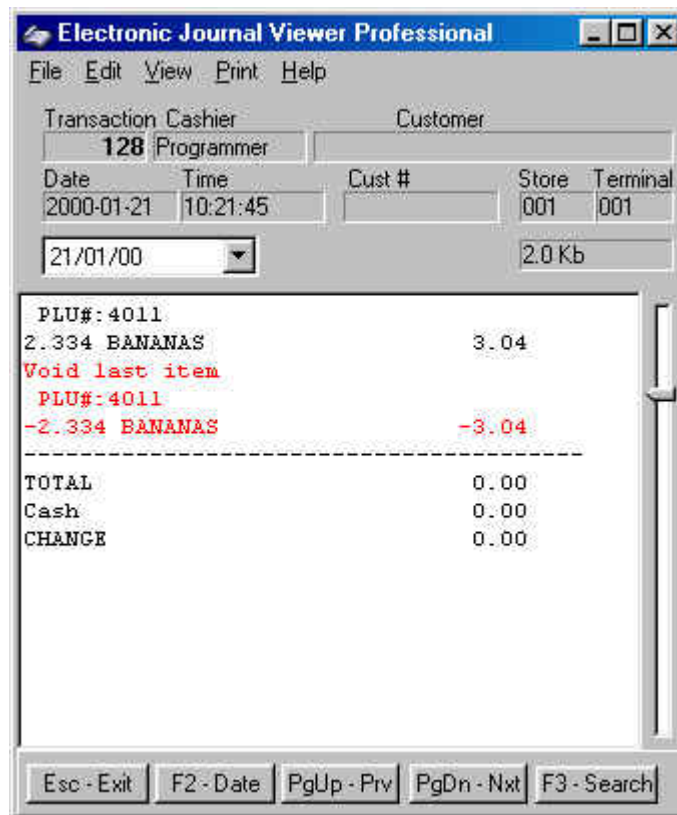 Electronic Journal Viewer Professional
File Edit View Print Help
Transaction Cashier Customer
128 Programmer
Date Time Cust # Store Terminal
2000-01-21 10:21:45 001 001
21/01/00 2.0 Kb
PLU#:4011
2.334 BANANAS 3.04
Void last item
PLU#:4011
-2.334 BANANAS -3.04
----------------------------------------
TOTAL 0.00
Cash 0.00
CHANGE 0.00
Esc - Exit F2 - Date PgUp - Prv PgDn - Nxt F3 - Search